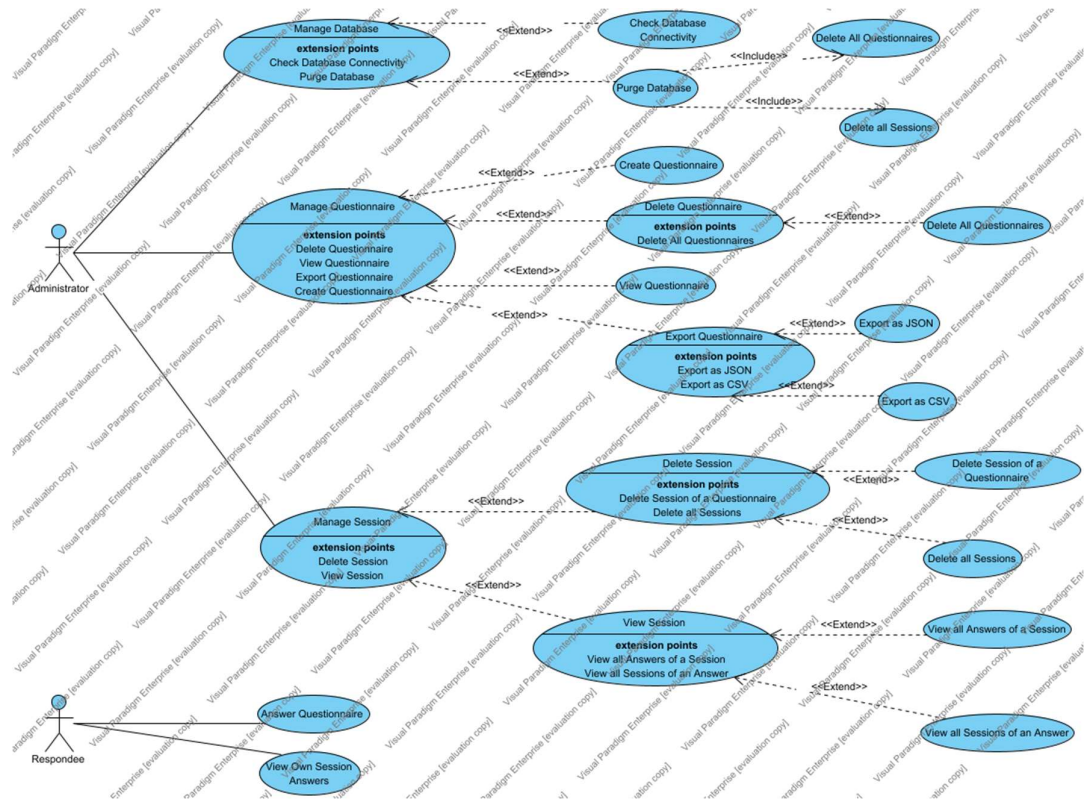 Manage Database
extension points
Check Database Connectivity
Purge Database
<<Extend>>
Check Database
Connectivity
<<Extend>>
Purge Database
<<Include>>
Delete All Questionnaires
<<Include>>
Delete all Sessions
Administrator
Manage Questionnaire
extension points
Delete Questionnaire
View Questionnaire
Export Questionnaire
Create Questionnaire
<<Extend>>
Create Questionnaire
<<Extend>>
Delete Questionnaire
extension points
Delete All Questionnaires
<<Extend>>
Delete All Questionnaires
<<Extend>>
View Questionnaire
<<Extend>>
Export Questionnaire
extension points
Export as JSON
Export as CSV
<<Extend>>
Export as JSON
<<Extend>>
Export as CSV
Manage Session
extension points
Delete Session
View Session
<<Extend>>
Delete Session
extension points
Delete Session of a Questionnaire
Delete all Sessions
<<Extend>>
Delete Session of a
Questionnaire
<<Extend>>
Delete all Sessions
<<Extend>>
View Session
extension points
View all Answers of a Session
View all Sessions of an Answer
<<Extend>>
View all Answers of a Session
<<Extend>>
View all Sessions of an Answer
Respondee
Answer Questionnaire
View Own Session
Answers
Visual Paradigm Enterprise [evaluation copy]